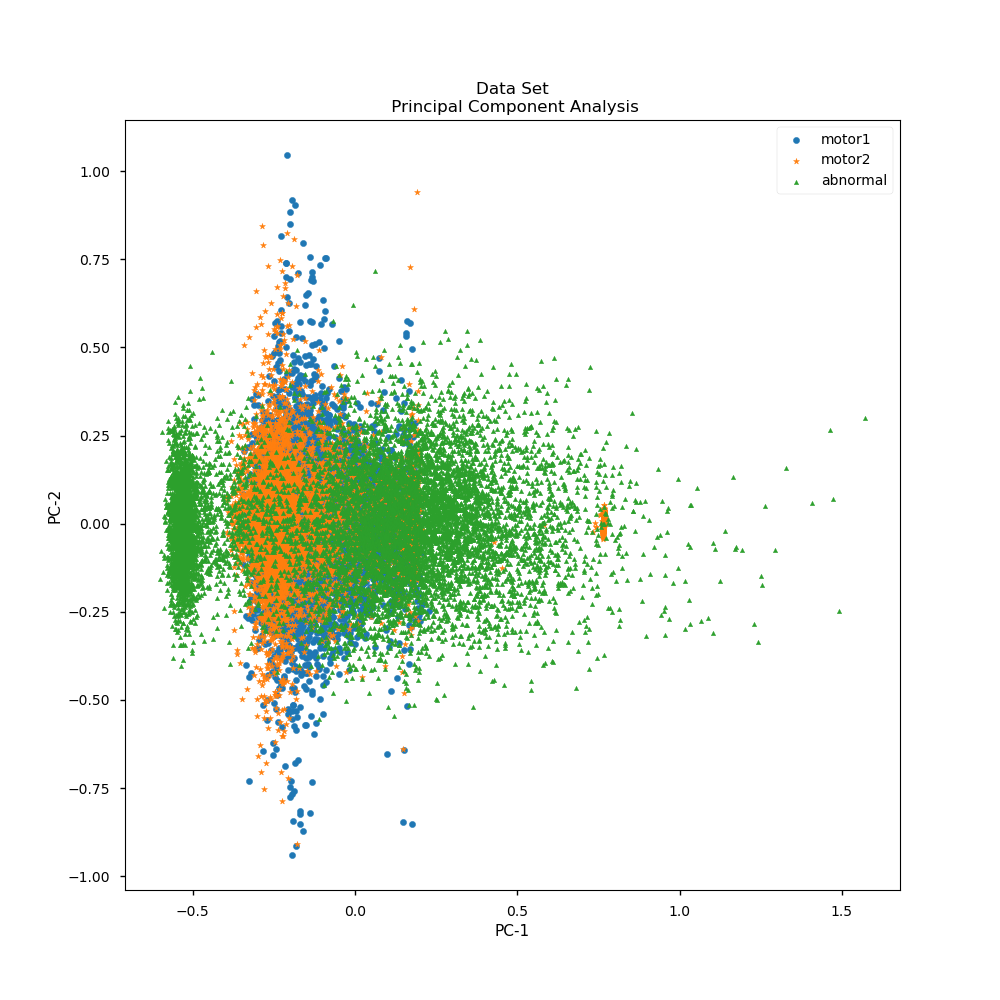 Data Set
Principal Component Analysis
motor1
motor2
abnormal
1.00
0.75
0.50
0.25
0.00
−0.25
−0.50
−0.75
−1.00
PC-2
−0.5
0.0
0.5
1.0
1.5
PC-1